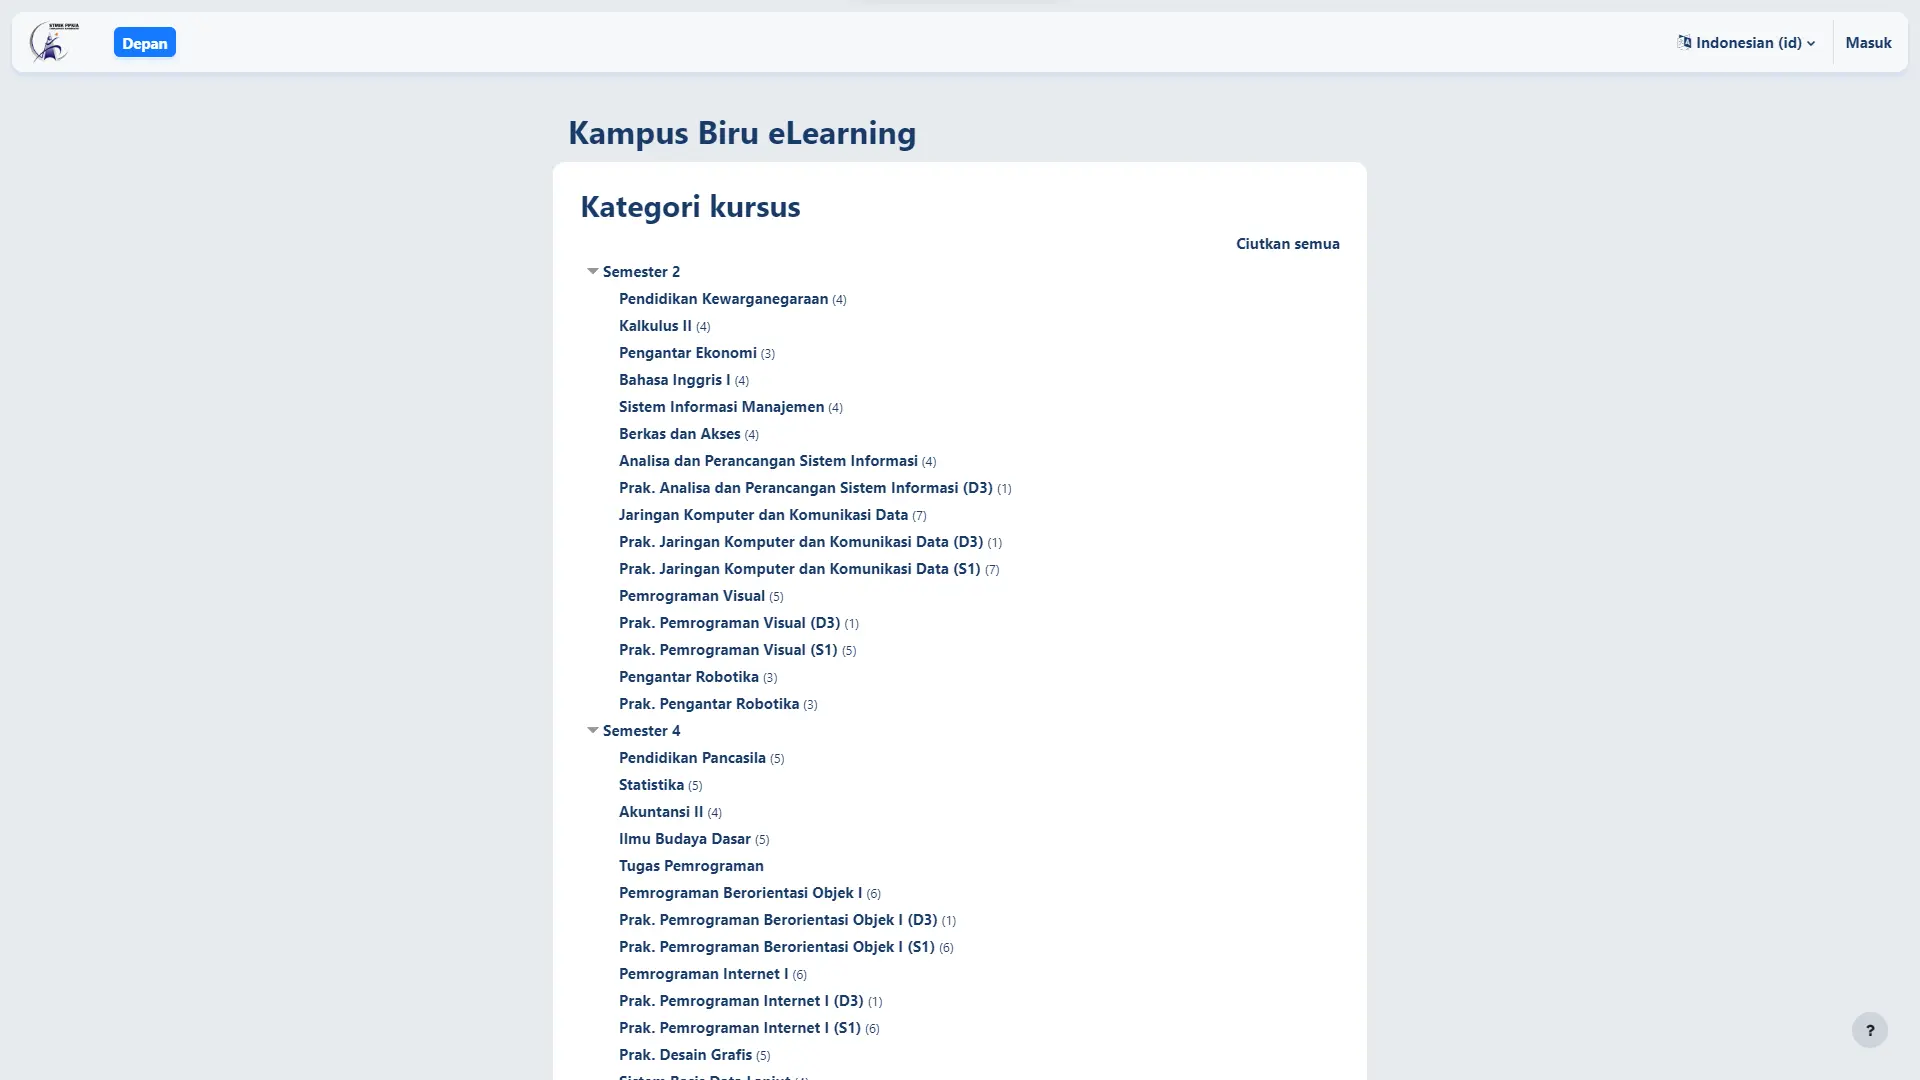 Depan
Indonesian (id)
Masuk
Kampus Biru eLearning
Kategori kursus
Ciutkan semua
Semester 2
Pendidikan Kewarganegaraan (4)
Kalkulus II (4)
Pengantar Ekonomi (3)
Bahasa Inggris I (4)
Sistem Informasi Manajemen (4)
Berkas dan Akses (4)
Analisa dan Perancangan Sistem Informasi (4)
Prak. Analisa dan Perancangan Sistem Informasi (D3) (1)
Jaringan Komputer dan Komunikasi Data (7)
Prak. Jaringan Komputer dan Komunikasi Data (D3) (1)
Prak. Jaringan Komputer dan Komunikasi Data (S1) (7)
Pemrograman Visual (5)
Prak. Pemrograman Visual (D3) (1)
Prak. Pemrograman Visual (S1) (5)
Pengantar Robotika (3)
Prak. Pengantar Robotika (3)
Semester 4
Pendidikan Pancasila (5)
Statistika (5)
Akuntansi II (4)
Ilmu Budaya Dasar (5)
Tugas Pemrograman
Pemrograman Berorientasi Objek I (6)
Prak. Pemrograman Berorientasi Objek I (D3) (1)
Prak. Pemrograman Berorientasi Objek I (S1) (6)
Pemrograman Internet I (6)
Prak. Pemrograman Internet I (D3) (1)
Prak. Pemrograman Internet I (S1) (6)
Prak. Desain Grafis (5)
Sistem Basis Data Lanjut
?